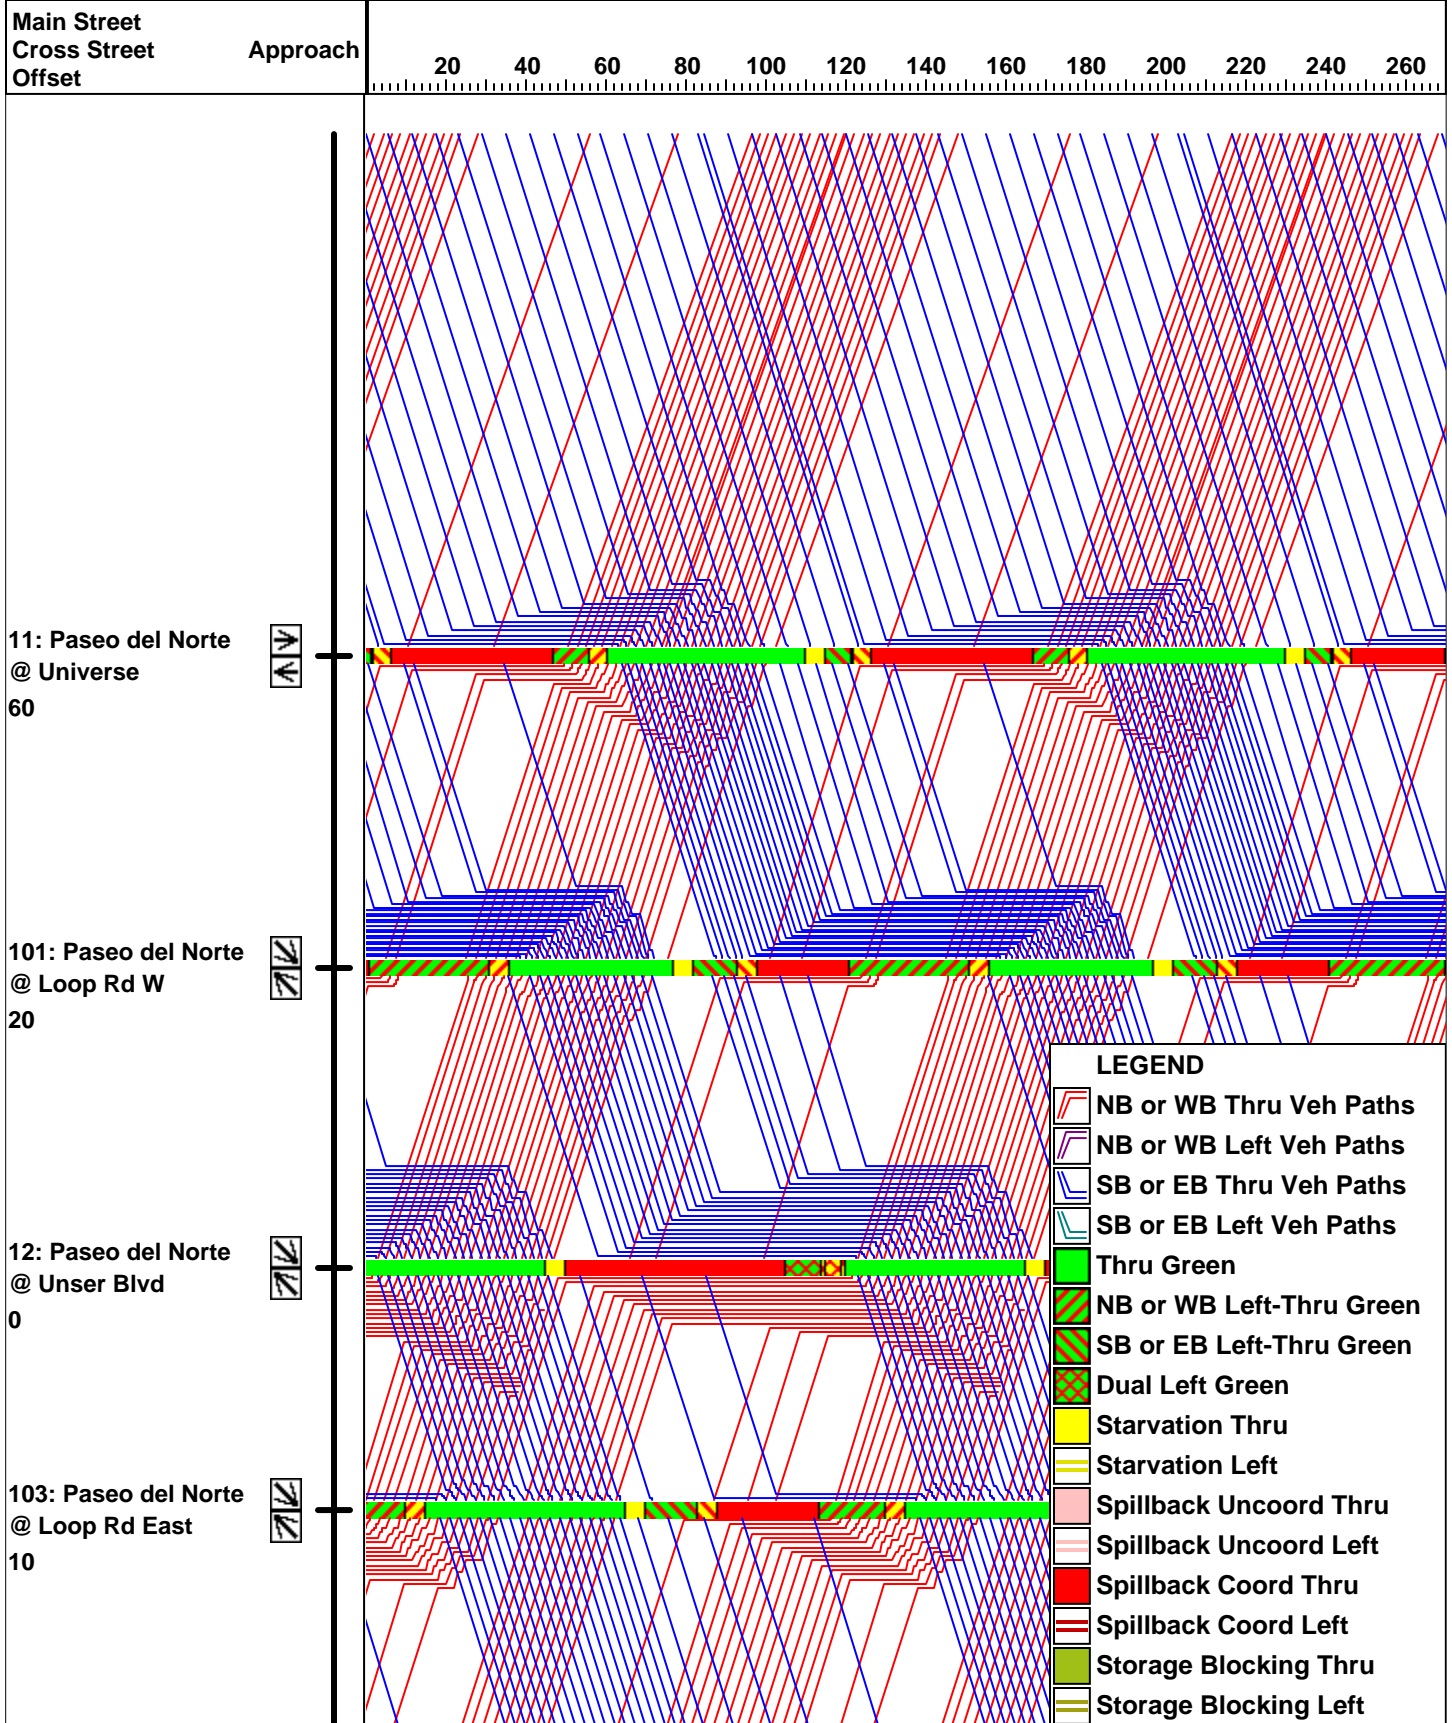 Main Street
Cross Street Approach
Offset
20 40 60 80 100 120 140 160 180 200 220 240 260
11: Paseo del Norte
@ Universe
60
101: Paseo del Norte
@ Loop Rd W
20
12: Paseo del Norte
@ Unser Blvd
0
103: Paseo del Norte
@ Loop Rd East
10
LEGEND
NB or WB Thru Veh Paths
NB or WB Left Veh Paths
SB or EB Thru Veh Paths
SB or EB Left Veh Paths
Thru Green
NB or WB Left-Thru Green
SB or EB Left-Thru Green
Dual Left Green
Starvation Thru
Starvation Left
Spillback Uncoord Thru
Spillback Uncoord Left
Spillback Coord Thru
Spillback Coord Left
Storage Blocking Thru
Storage Blocking Left